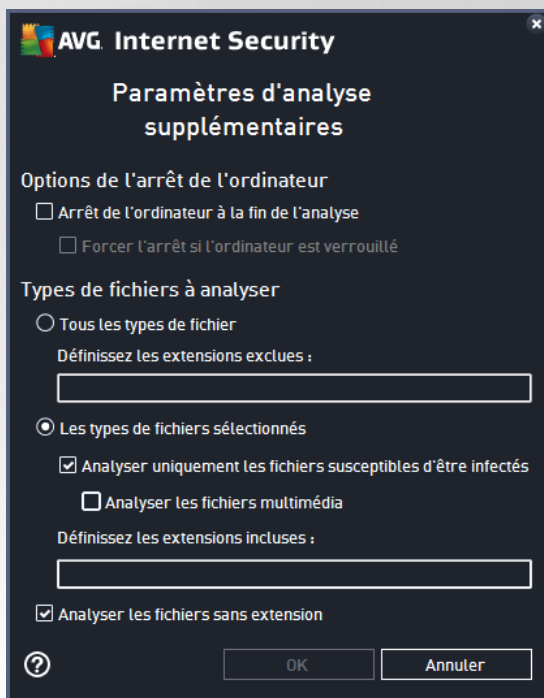 AVG. Internet Security
Paramètres d'analyse
supplémentaires
Options de l'arrêt de l'ordinateur
Arrêt de l'ordinateur à la fin de l'analyse
Forcer l'arrêt si l'ordinateur est verrouillé
Types de fichiers à analyser
Tous les types de fichier
Définissez les extensions exclues :
Les types de fichiers sélectionnés
Analyser uniquement les fichiers susceptibles d'être infectés
Analyser les fichiers multimédia
Définissez les extensions incluses :
Analyser les fichiers sans extension
?
OK
Annuler